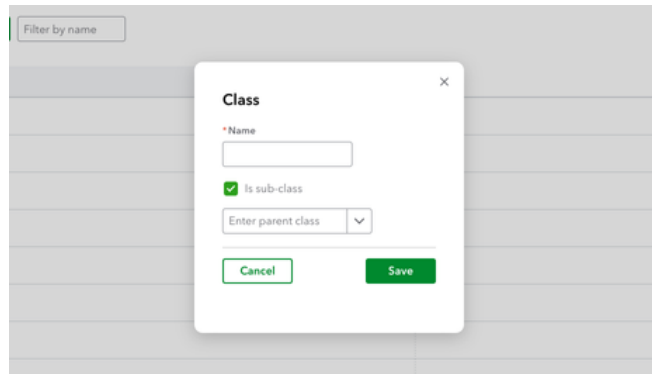 Filter by name
Class
*Name
Is sub-class
Enter parent class
Cancel
Save